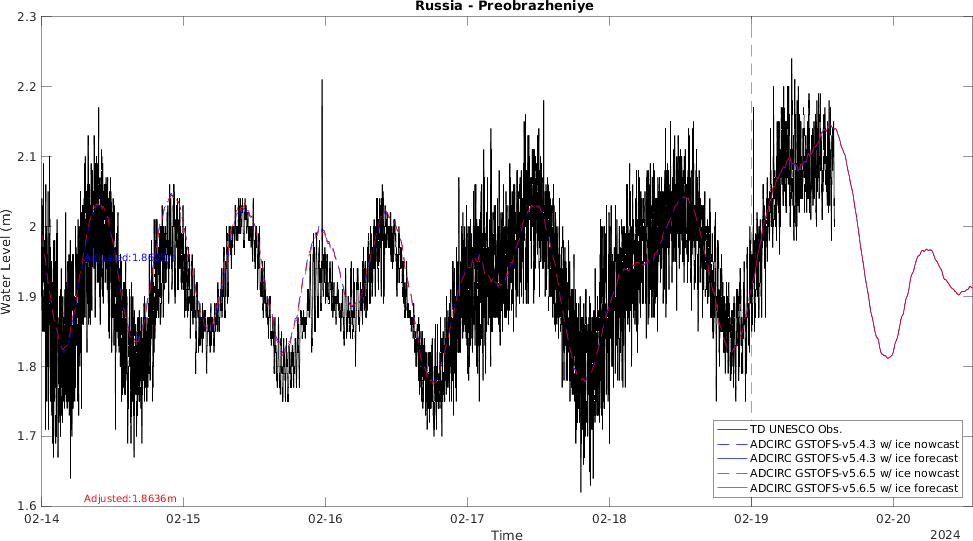 Russia - Preobrazheniye
2.3
2.2
2.1
2
1.9
1.8
1.7
1.6
Water Level (m)
Adjusted:1.8636m
TD UNESCO Obs.
ADCIRC GSTOFS-v5.4.3 w/ ice nowcast
ADCIRC GSTOFS-v5.4.3 w/ ice forecast
ADCIRC GSTOFS-v5.6.5 w/ ice nowcast
ADCIRC GSTOFS-v5.6.5 w/ ice forecast
02-14
02-15
02-16
02-17
02-18
02-19
02-20
Time
2024